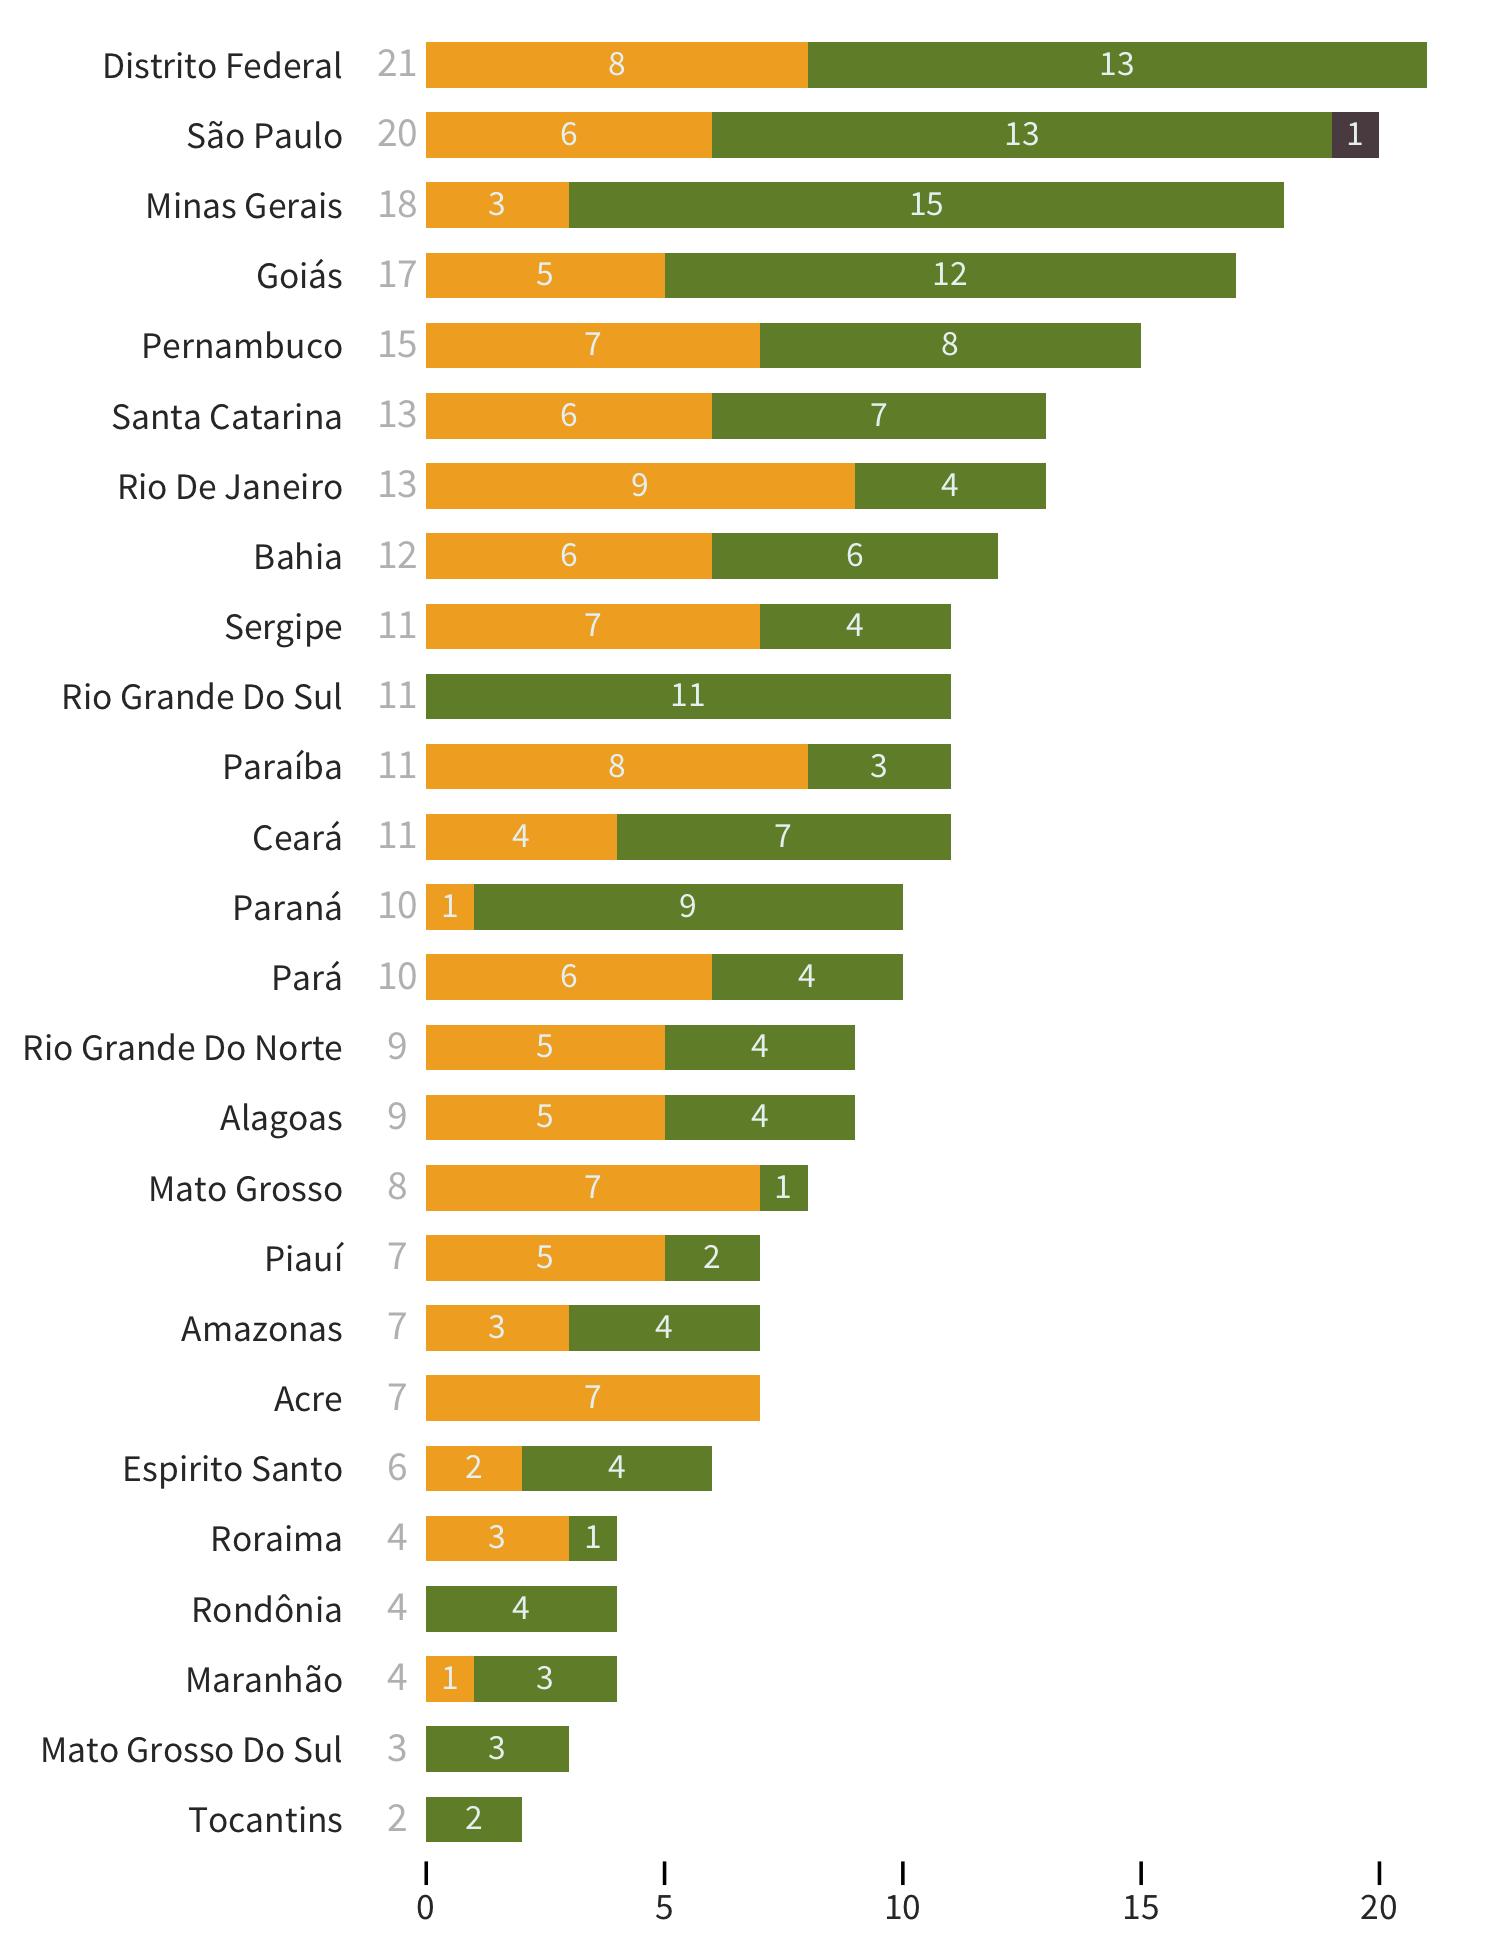 Distrito Federal 21 8 13
São Paulo 20 6 13 1
Minas Gerais 18 3 15
Goiás 17 5 12
Pernambuco 15 7 8
Santa Catarina 13 6 7
Rio De Janeiro 13 9 4
Bahia 12 6 6
Sergipe 11 7 4
Rio Grande Do Sul 11 11
Paraíba 11 8 3
Ceará 11 4 7
Paraná 10 1 9
Pará 10 6 4
Rio Grande Do Norte 9 5 4
Alagoas 9 5 4
Mato Grosso 8 7 1
Piauí 7 5 2
Amazonas 7 3 4
Acre 7 7
Espirito Santo 6 2 4
Roraima 4 3 1
Rondônia 4 4
Maranhão 4 1 3
Mato Grosso Do Sul 3 3
Tocantins 2 2
0 5 10 15 20